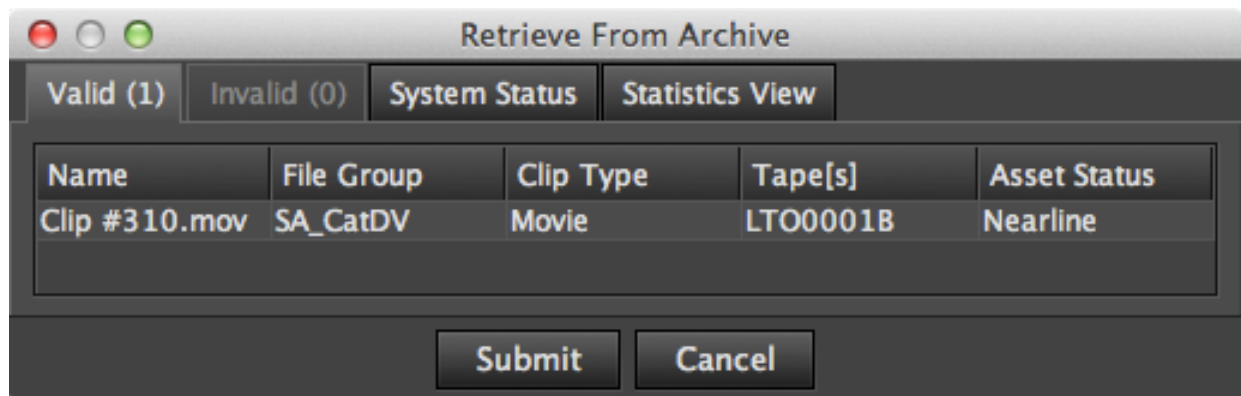 Retrieve From Archive
Valid (1) Invalid (0) System Status Statistics View
Name File Group Clip Type Tape[s] Asset Status
Clip #310.mov SA_CatDV Movie LTO0001B Nearline
Submit Cancel